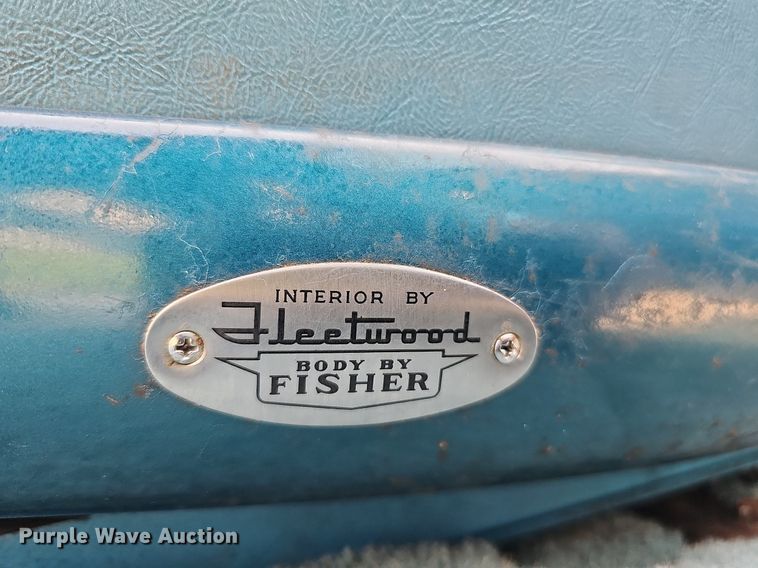 INTERIOR BY
Fleetwood
BODY BY
FISHER
Purple Wave Auction